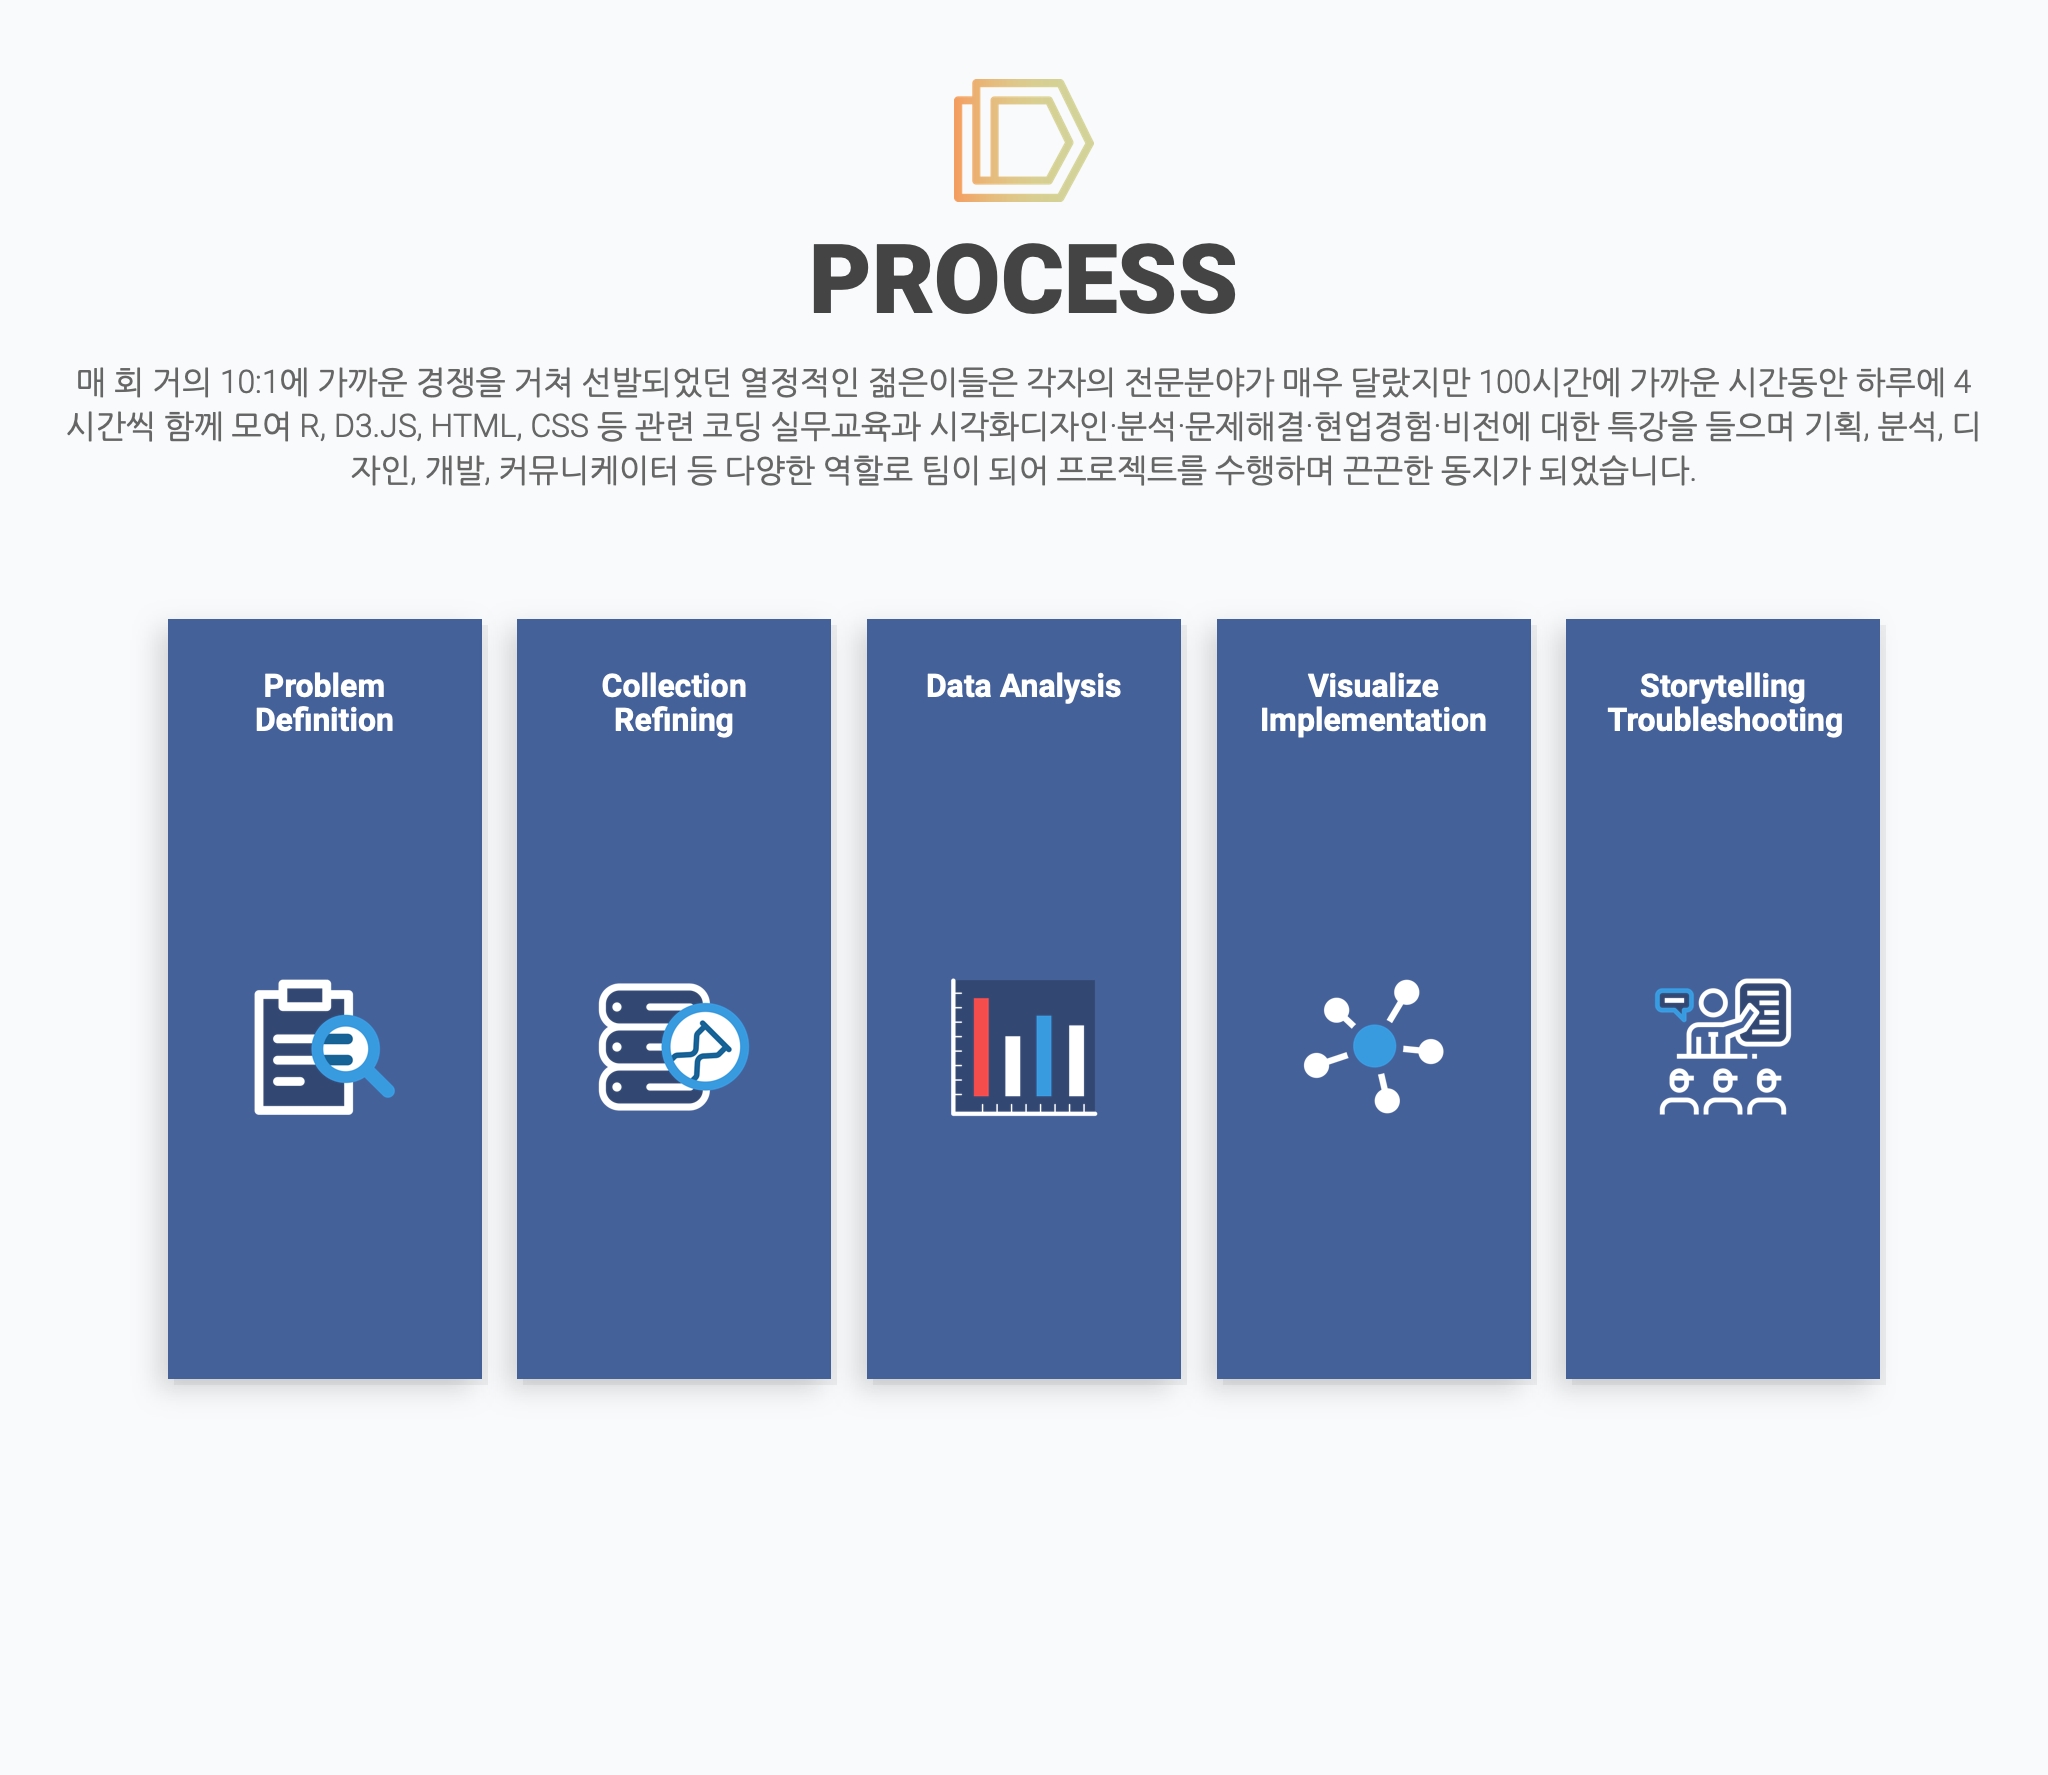 PROCESS
매 회 거의 10:1에 가까운 경쟁을 거쳐 선발되었던 열정적인 젊은이들은 각자의 전문분야가 매우 달랐지만 100시간에 가까운 시간동안 하루에 4
시간씩 함께 모여 R, D3.JS, HTML, CSS 등 관련 코딩 실무교육과 시각화디자인·분석·문제해결·현업경험·비전에 대한 특강을 들으며 기획, 분석, 디
자인, 개발, 커뮤니케이터 등 다양한 역할로 팀이 되어 프로젝트를 수행하며 끈끈한 동지가 되었습니다.
Problem
Definition
Collection
Refining
Data Analysis
Visualize
Implementation
Storytelling
Troubleshooting